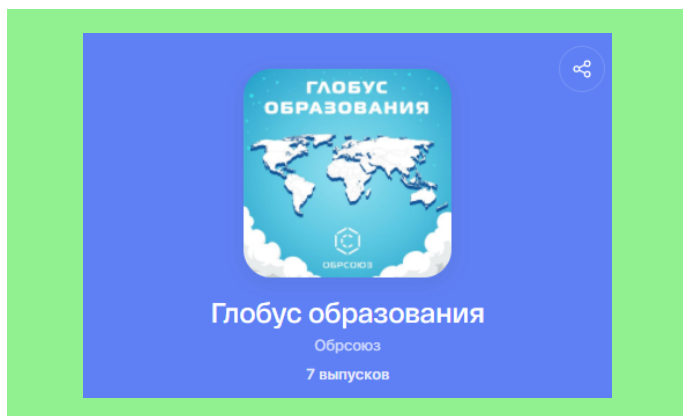 ГЛОБУС
ОБРАЗОВАНИЯ
ОБРСОЮЗ
Глобус образования
Обрсоюз
7 выпусков